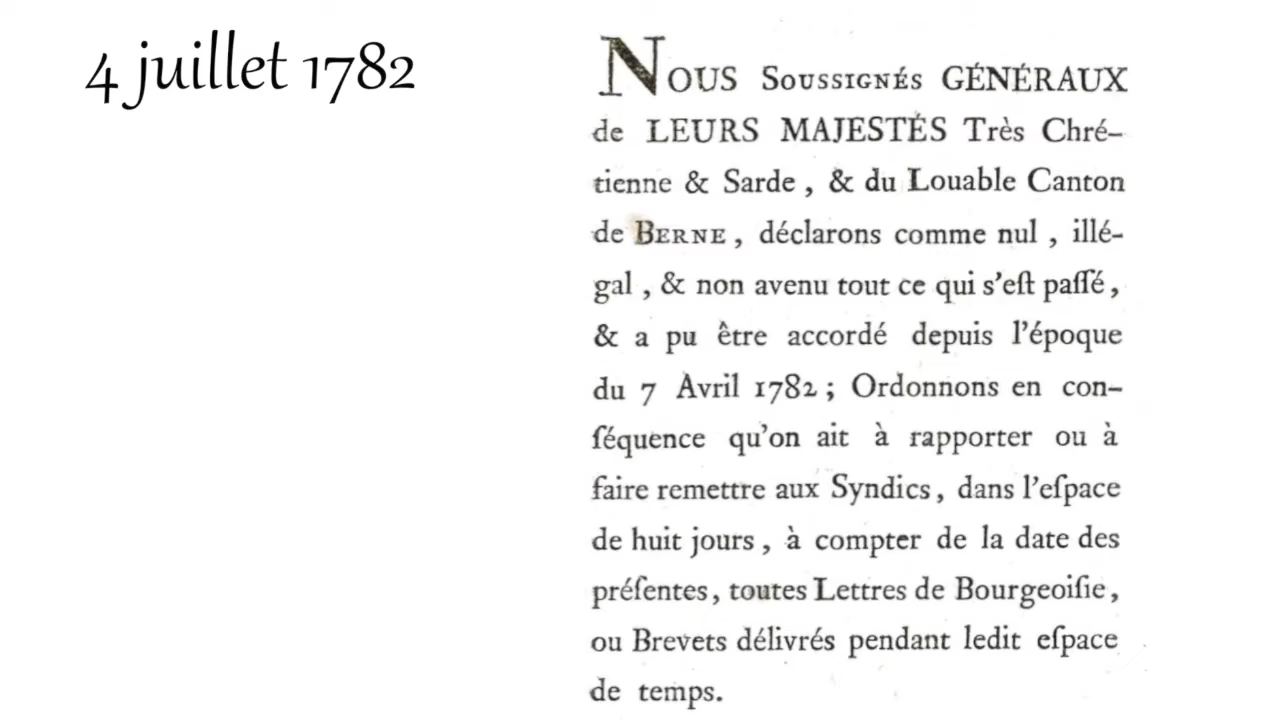 4 juillet 1782
NOUS SOUSSIGNÉS GÉNÉRAUX
de LEURS MAJESTÉS Très Chré-
tienne & Sarde, & du Louable Canton
de BERNE, déclarons comme nul, illé-
gal, & non avenu tout ce qui s'eſt paſſé,
& a pu être accordé depuis l'époque
du 7 Avril 1782; Ordonnons en con-
ſéquence qu'on ait à rapporter ou à
faire remettre aux Syndics, dans l'eſpace
de huit jours, à compter de la date des
préſentes, toutes Lettres de Bourgeoiſie,
ou Brevets délivrés pendant ledit eſpace
de temps.